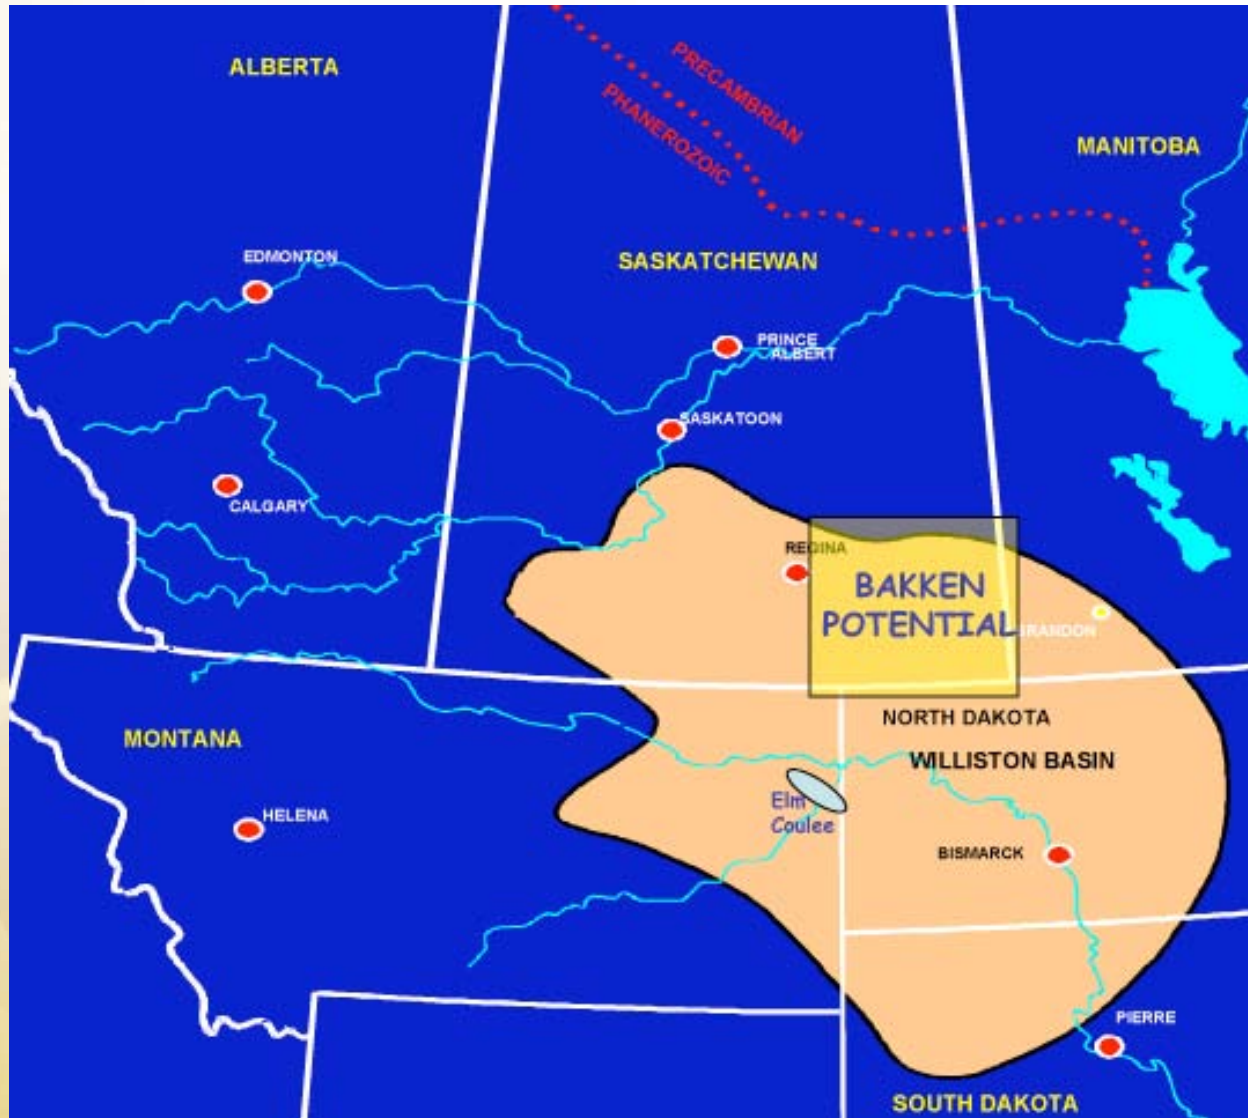 ALBERTA
PRECAMBRIAN
PHANEROZOIC
MANITOBA
EDMONTON
SASKATCHEWAN
PRINCE
ALBERT
SASKATOON
CALGARY
REGINA
BAKKEN
POTENTIAL
RANDON
NORTH DAKOTA
MONTANA
WILLISTON BASIN
Elm
Coulee
HELENA
BISMARCK
PIERRE
SOUTH DAKOTA